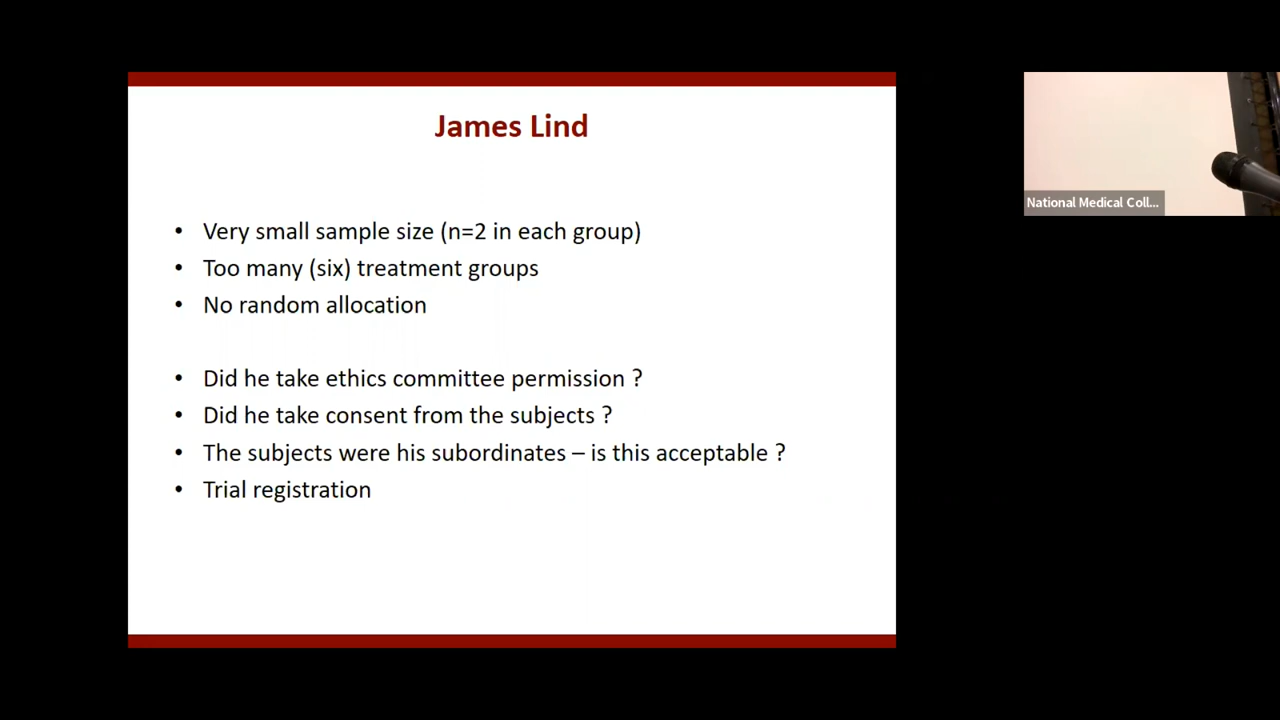 James Lind
• Very small sample size (n=2 in each group)
• Too many (six) treatment groups
• No random allocation
• Did he take ethics committee permission ?
• Did he take consent from the subjects ?
• The subjects were his subordinates – is this acceptable ?
• Trial registration
National Medical Coll...